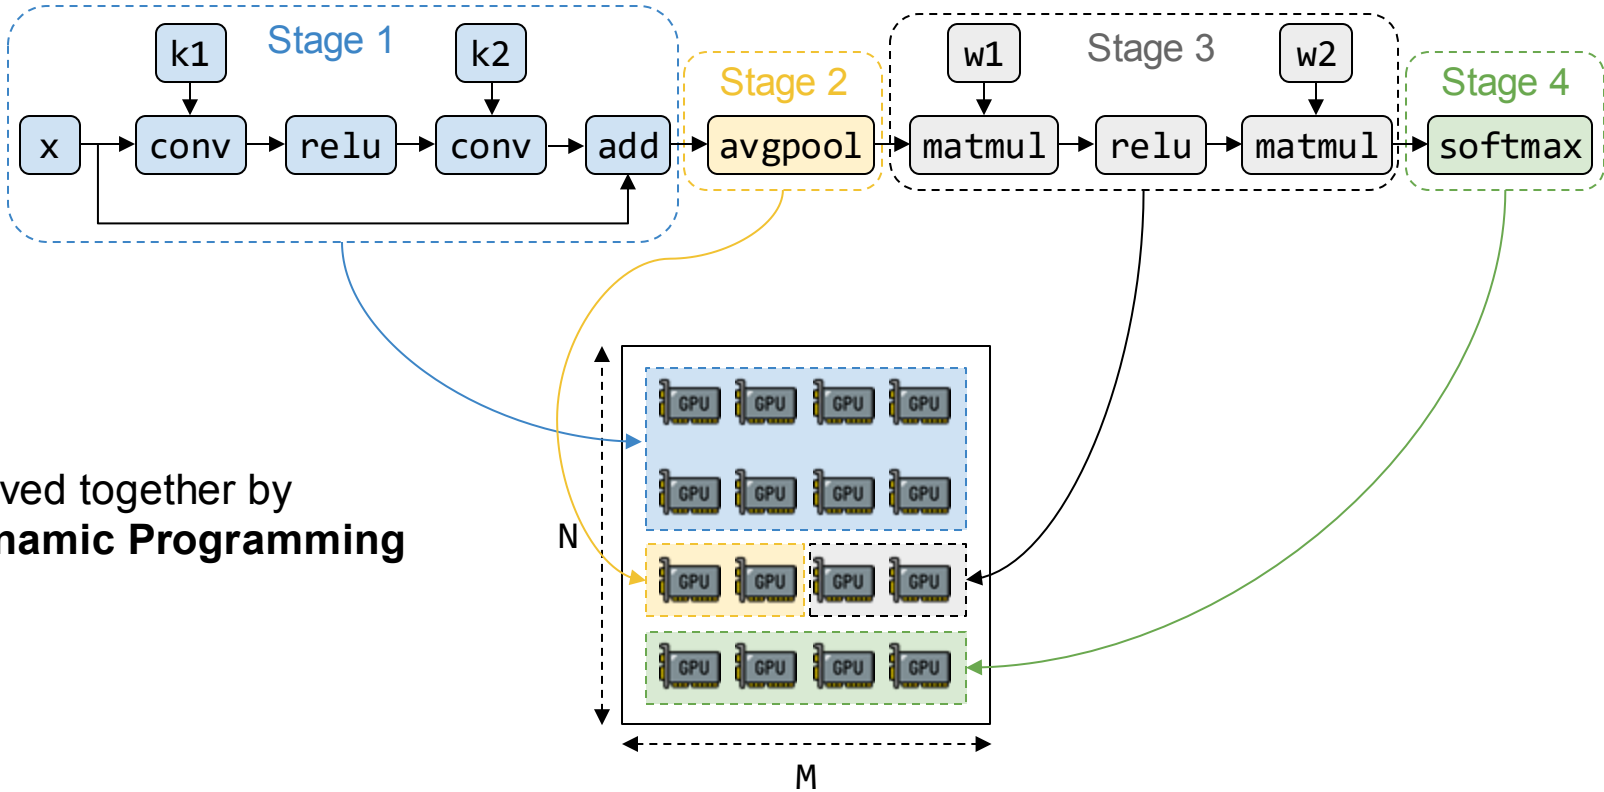 Stage 1
k1
k2
x
conv
relu
conv
add
Stage 2
avgpool
Stage 3
w1
w2
matmul
relu
matmul
Stage 4
softmax
ved together by
namic Programming
N
GPU GPU GPU GPU
GPU GPU GPU GPU
GPU GPU GPU GPU
GPU GPU GPU GPU
M